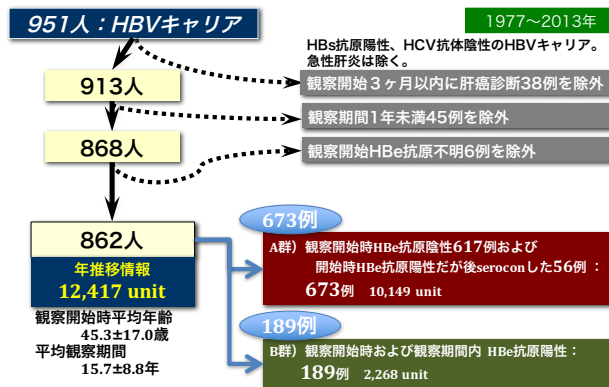 951人：HBVキャリア
1977～2013年
HBs抗原陽性、HCV抗体陰性のHBVキャリア。
急性肝炎は除く。
913人
観察開始３ヶ月以内に肝癌診断38例を除外
観察期間1年未満45例を除外
868人
観察開始HBe抗原不明6例を除外
673例
862人
年推移情報
12,417 unit
A群）観察開始時HBe抗原陰性617例および
開始時HBe抗原陽性だが後seroconした56例：
673例 10,149 unit
観察開始時平均年齢
45.3±17.0歳
平均観察期間
15.7±8.8年
189例
B群）観察開始時および観察期間内 HBe抗原陽性：
189例 2,268 unit